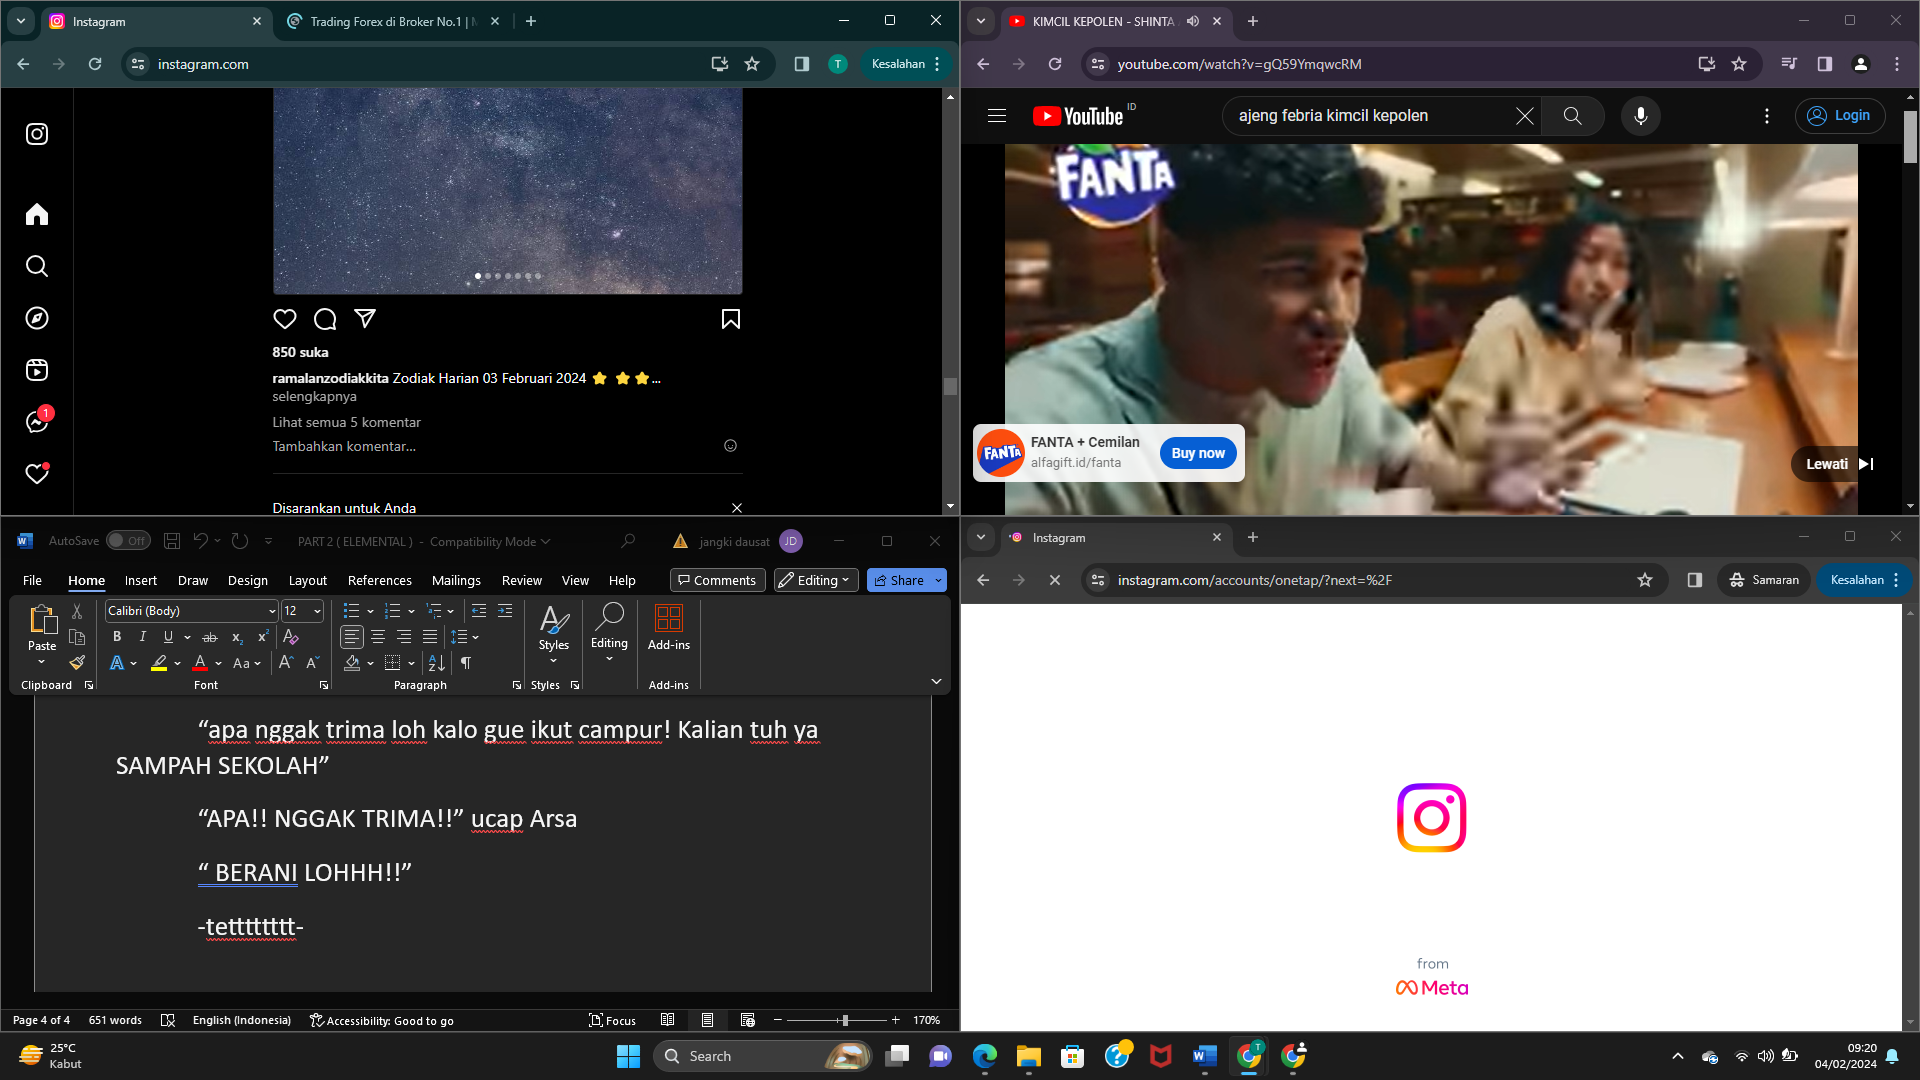 Instagram
Trading Forex di Broker No.1 |
instagram.com
T
Kesalahan
850 suka
ramalanzodiakkita Zodiak Harian 03 Februari 2024 ⭐ ⭐⭐...
selengkapnya
Lihat semua 5 komentar
Tambahkan komentar...
Disarankan untuk Anda
1
KIMCIL KEPOLEN - SHINTA
youtube.com/watch?v=gQ59YmqwcRM
YouTube ID
ajeng febria kimcil kepolen
Login
FANTA
FANTA
FANTA + Cemilan
alfagift.id/fanta
Buy now
Lewati
AutoSave Off
PART 2 ( ELEMENTAL ) - Compatibility Mode
jangki dausat JD
File Home Insert Draw Design Layout References Mailings Review View Help
Comments Editing Share
Paste
Clipboard
Calibri (Body) 12
B I U ab x₂ x²
A A A Aa A A
Font
Paragraph
Styles
Styles
Editing
Add-ins
Add-ins
“apa nggak trima loh kalo gue ikut campur! Kalian tuh ya
SAMPAH SEKOLAH”
“APA!! NGGAK TRIMA!!” ucap Arsa
“ BERANI LOHHH!!”
-tetttttttt-
Page 4 of 4 651 words English (Indonesia) Accessibility: Good to go Focus 170%
Instagram
instagram.com/accounts/onetap/?next=%2F
Samaran
Kesalahan
from
Meta
25°C
Kabut
Search
09:20
04/02/2024